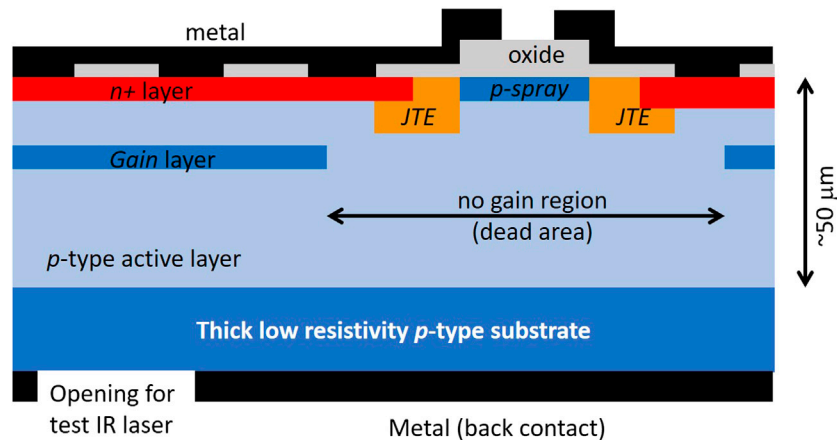 metal
oxide
n+ layer
p-spray
JTE
JTE
Gain layer
no gain region
(dead area)
~50 µm
p-type active layer
Thick low resistivity p-type substrate
Opening for
test IR laser
Metal (back contact)